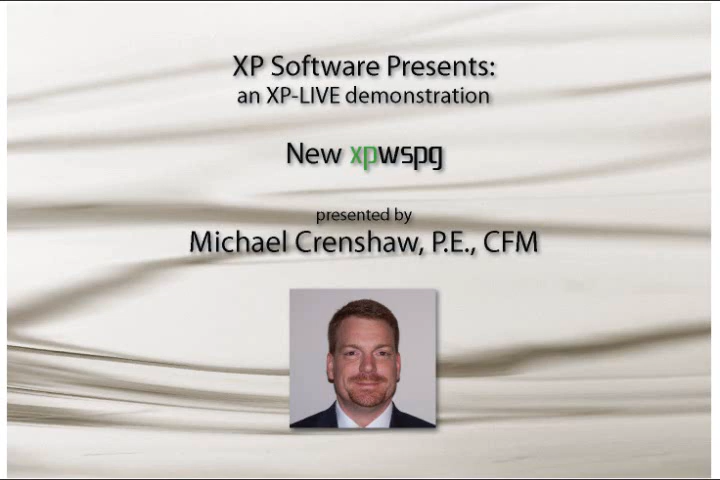 XP Software Presents:
an XP-LIVE demonstration
New xpwspg
presented by
Michael Crenshaw, P.E., CFM